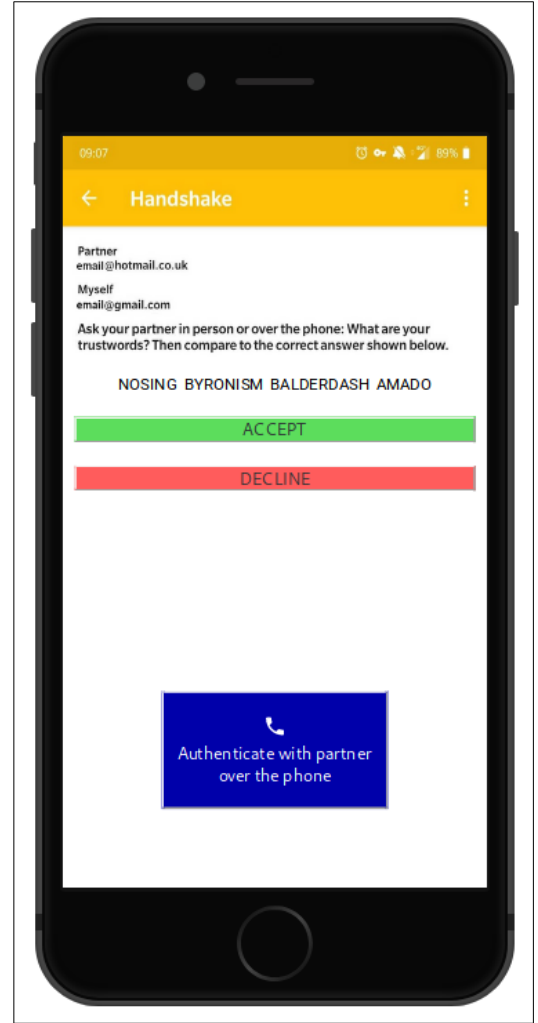 09:07
89%
Handshake
Partner
email@hotmail.co.uk
Myself
email@gmail.com
Ask your partner in person or over the phone: What are your
trustwords? Then compare to the correct answer shown below.
NOSING BYRONISM BALDERDASH AMADO
ACCEPT
DECLINE
Authenticate with partner
over the phone